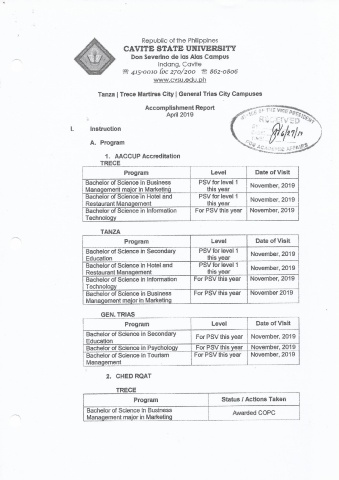 Republic of the Philippines
CAVITE STATE UNIVERSITY
Don Severino de las Alas Campus
Indang, Cavite
☎ 415-0010 loc 270/200 ☎ 862-0806
www.cvsu.edu.ph
Tanza | Trece Martires City | General Trias City Campuses
Accomplishment Report
April 2019
OFFICE OF THE VICE PRESIDENT
RECEIVED
FOR ACADEMIC AFFAIRS
I. Instruction
A. Program
1. AACCUP Accreditation
TRECE
Program Level Date of Visit
Bachelor of Science in Business Management major in Marketing PSV for level 1 this year November, 2019
Bachelor of Science in Hotel and Restaurant Management PSV for level 1 this year November, 2019
Bachelor of Science in Information Technology For PSV this year November, 2019
TANZA
Program Level Date of Visit
Bachelor of Science in Secondary Education PSV for level 1 this year November, 2019
Bachelor of Science in Hotel and Restaurant Management PSV for level 1 this year November, 2019
Bachelor of Science in Information Technology For PSV this year November, 2019
Bachelor of Science in Business Management major in Marketing For PSV this year November 2019
GEN. TRIAS
Program Level Date of Visit
Bachelor of Science in Secondary Education For PSV this year November, 2019
Bachelor of Science in Psychology For PSV this year November, 2019
Bachelor of Science in Tourism Management For PSV this year November, 2019
2. CHED RQAT
TRECE
Program Status / Actions Taken
Bachelor of Science in Business Management major in Marketing Awarded COPC